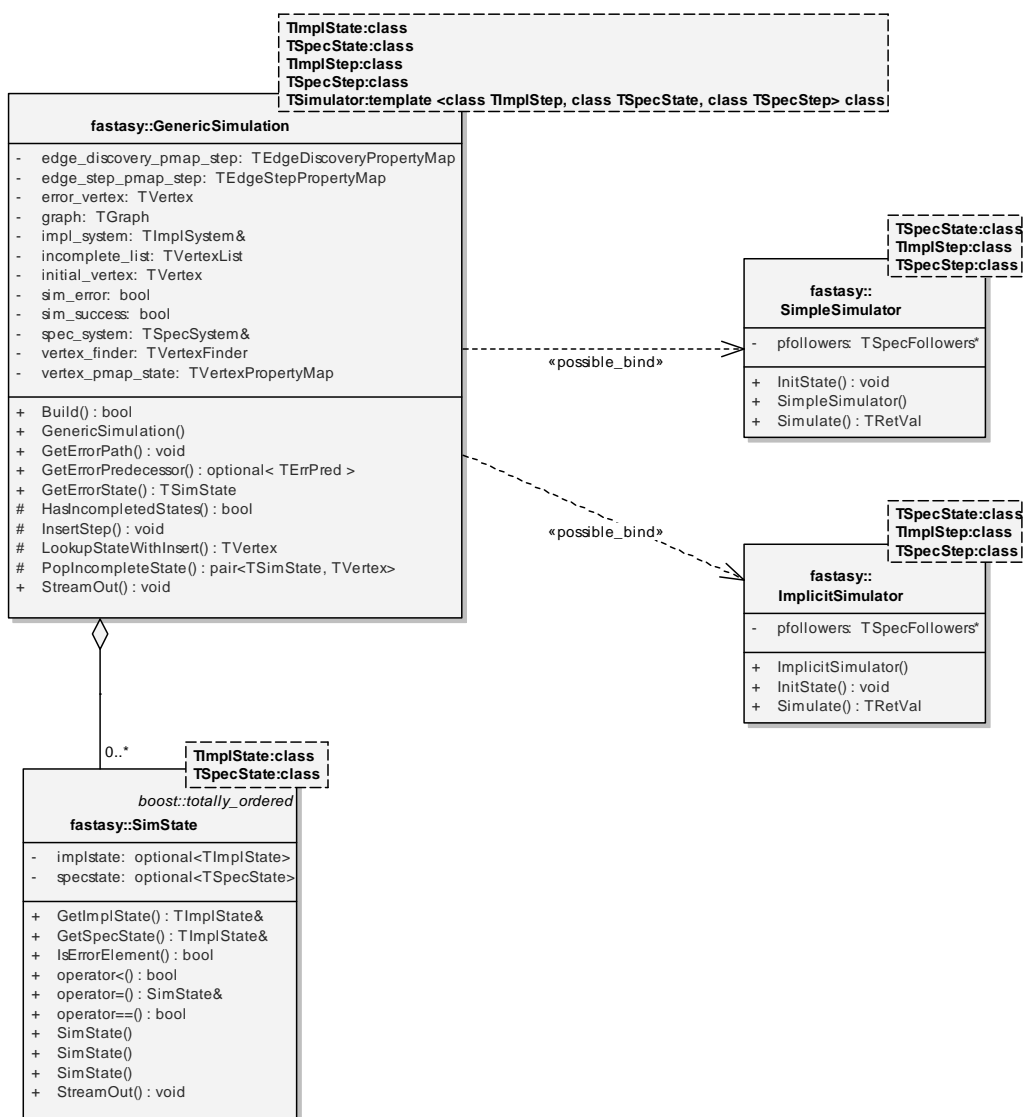 TImplState:class
TSpecState:class
TImplStep:class
TSpecStep:class
TSimulator:template <class TImplStep, class TSpecState, class TSpecStep> class
fastasy::GenericSimulation
- edge_discovery_pmap_step: TEdgeDiscoveryPropertyMap
- edge_step_pmap_step: TEdgeStepPropertyMap
- error_vertex: TVertex
- graph: TGraph
- impl_system: TImplSystem&
- incomplete_list: TVertexList
- initial_vertex: TVertex
- sim_error: bool
- sim_success: bool
- spec_system: TSpecSystem&
- vertex_finder: TVertexFinder
- vertex_pmap_state: TVertexPropertyMap
+ Build() : bool
+ GenericSimulation()
+ GetErrorPath() : void
+ GetErrorPredecessor() : optional< TErrPred >
+ GetErrorState() : TSimState
# HasIncompletedStates() : bool
# InsertStep() : void
# LookupStateWithInsert() : TVertex
# PopIncompleteState() : pair<TSimState, TVertex>
+ StreamOut() : void
«possible_bind»
TSpecState:class
TImplStep:class
TSpecStep:class
fastasy::
SimpleSimulator
- pfollowers: TSpecFollowers*
+ InitState() : void
+ SimpleSimulator()
+ Simulate() : TRetVal
«possible_bind»
TSpecState:class
TImplStep:class
TSpecStep:class
fastasy::
ImplicitSimulator
- pfollowers: TSpecFollowers*
+ ImplicitSimulator()
+ InitState() : void
+ Simulate() : TRetVal
0..*
TImplState:class
TSpecState:class
boost::totally_ordered
fastasy::SimState
- implstate: optional<TImplState>
- specstate: optional<TSpecState>
+ GetImplState() : TImplState&
+ GetSpecState() : TImplState&
+ IsErrorElement() : bool
+ operator<() : bool
+ operator=() : SimState&
+ operator==() : bool
+ SimState()
+ SimState()
+ SimState()
+ StreamOut() : void